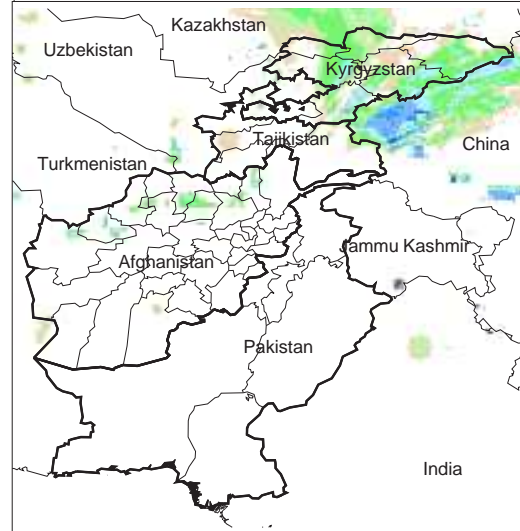 Kazakhstan
Uzbekistan
Kyrgyzstan
Tajikistan
China
Turkmenistan
Jammu Kashmir
Afghanistan
Pakistan
India